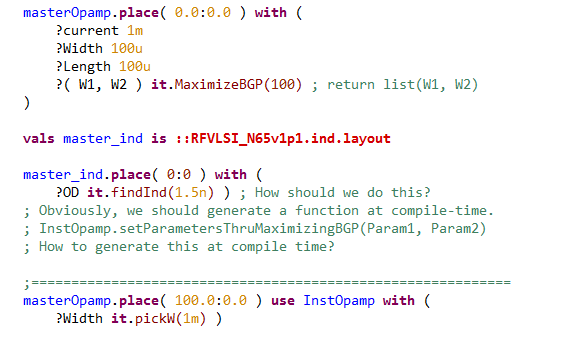 masterOpamp.place( 0.0:0.0 ) with (
?current 1m
?Width 100u
?Length 100u
?( W1, W2 ) it.MaximizeBGP(100) ; return list(W1, W2)
)
vals master_ind is ::RFVLSI_N65v1p1.ind.layout
master_ind.place( 0:0 ) with (
?OD it.findInd(1.5n) ) ; How should we do this?
; Obviously, we should generate a function at compile-time.
; InstOpamp.setParametersThruMaximizingBGP(Param1, Param2)
; How to generate this at compile time?
;============================================================
masterOpamp.place( 100.0:0.0 ) use InstOpamp with (
?Width it.pickW(1m) )